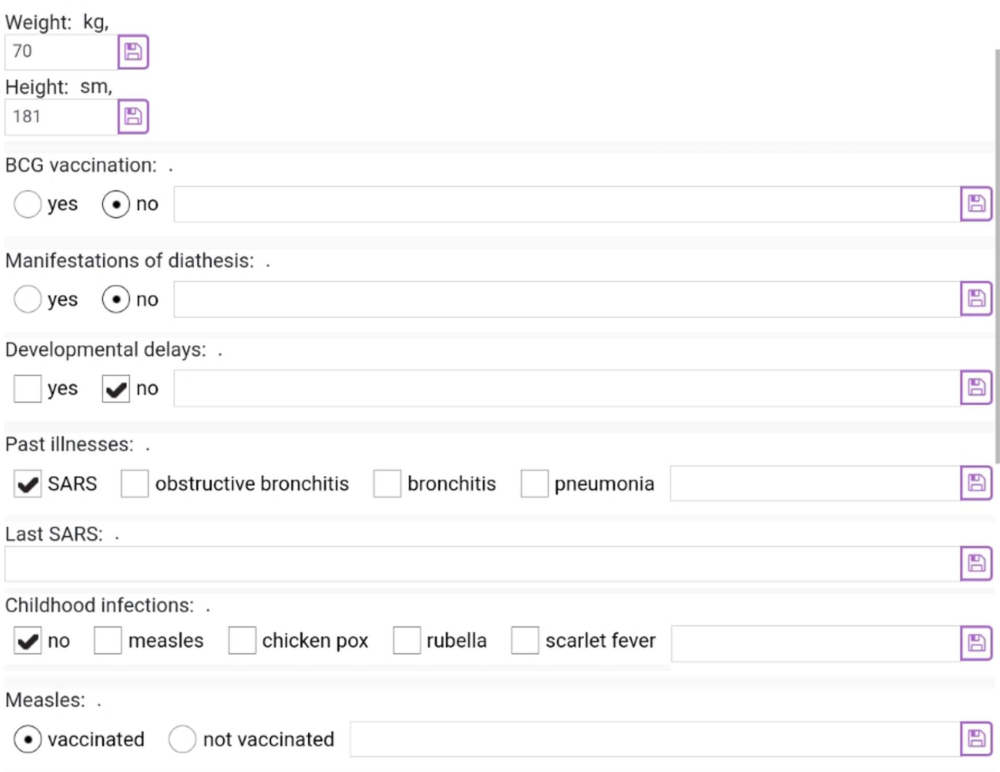 Weight: kg,
70
Height: sm,
181
BCG vaccination: .
yes no
Manifestations of diathesis: .
yes no
Developmental delays: .
yes no
Past illnesses: .
SARS obstructive bronchitis bronchitis pneumonia
Last SARS: .
Childhood infections: .
no measles chicken pox rubella scarlet fever
Measles: .
vaccinated not vaccinated